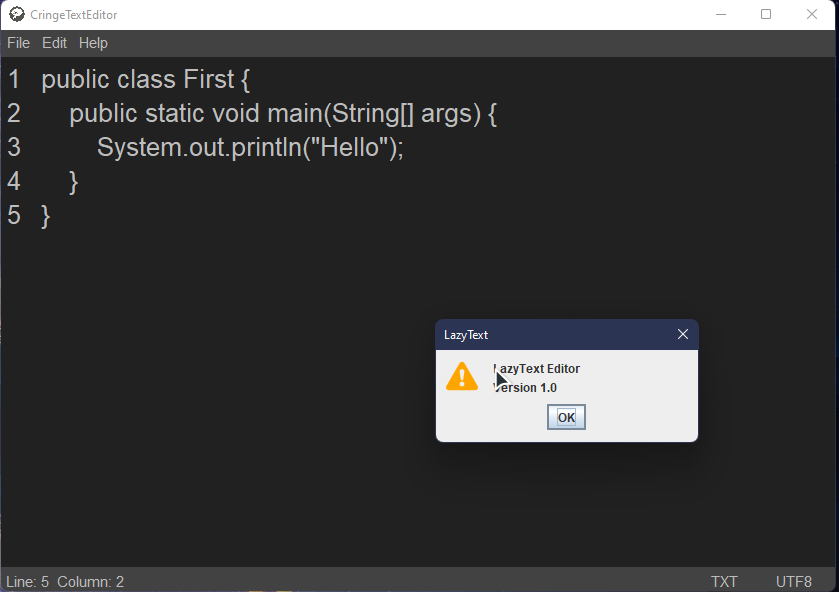 CringeTextEditor
File Edit Help
1 public class First {
2 public static void main(String[] args) {
3 System.out.println("Hello");
4 }
5 }
LazyText
LazyText Editor
Version 1.0
OK
Line: 5 Column: 2 TXT UTF8